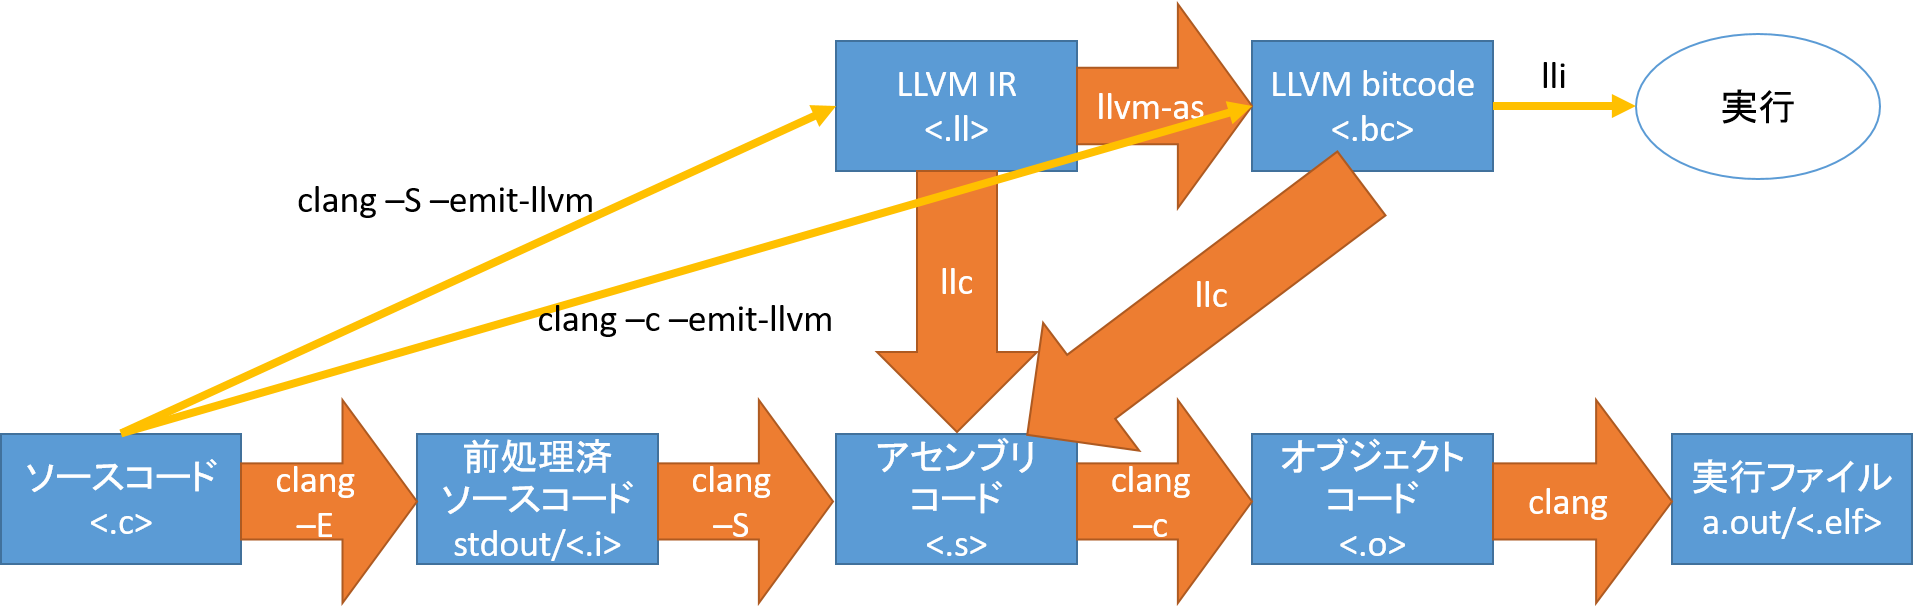 LLVM IR
<.ll>
llvm-as
LLVM bitcode
<.bc>
lli
実行
clang –S –emit-llvm
clang –c –emit-llvm
llc
llc
ソースコード
<.c>
clang
–E
前処理済
ソースコード
stdout/<.i>
clang
–S
アセンブリ
コード
<.s>
clang
–c
オブジェクト
コード
<.o>
clang
実行ファイル
a.out/<.elf>